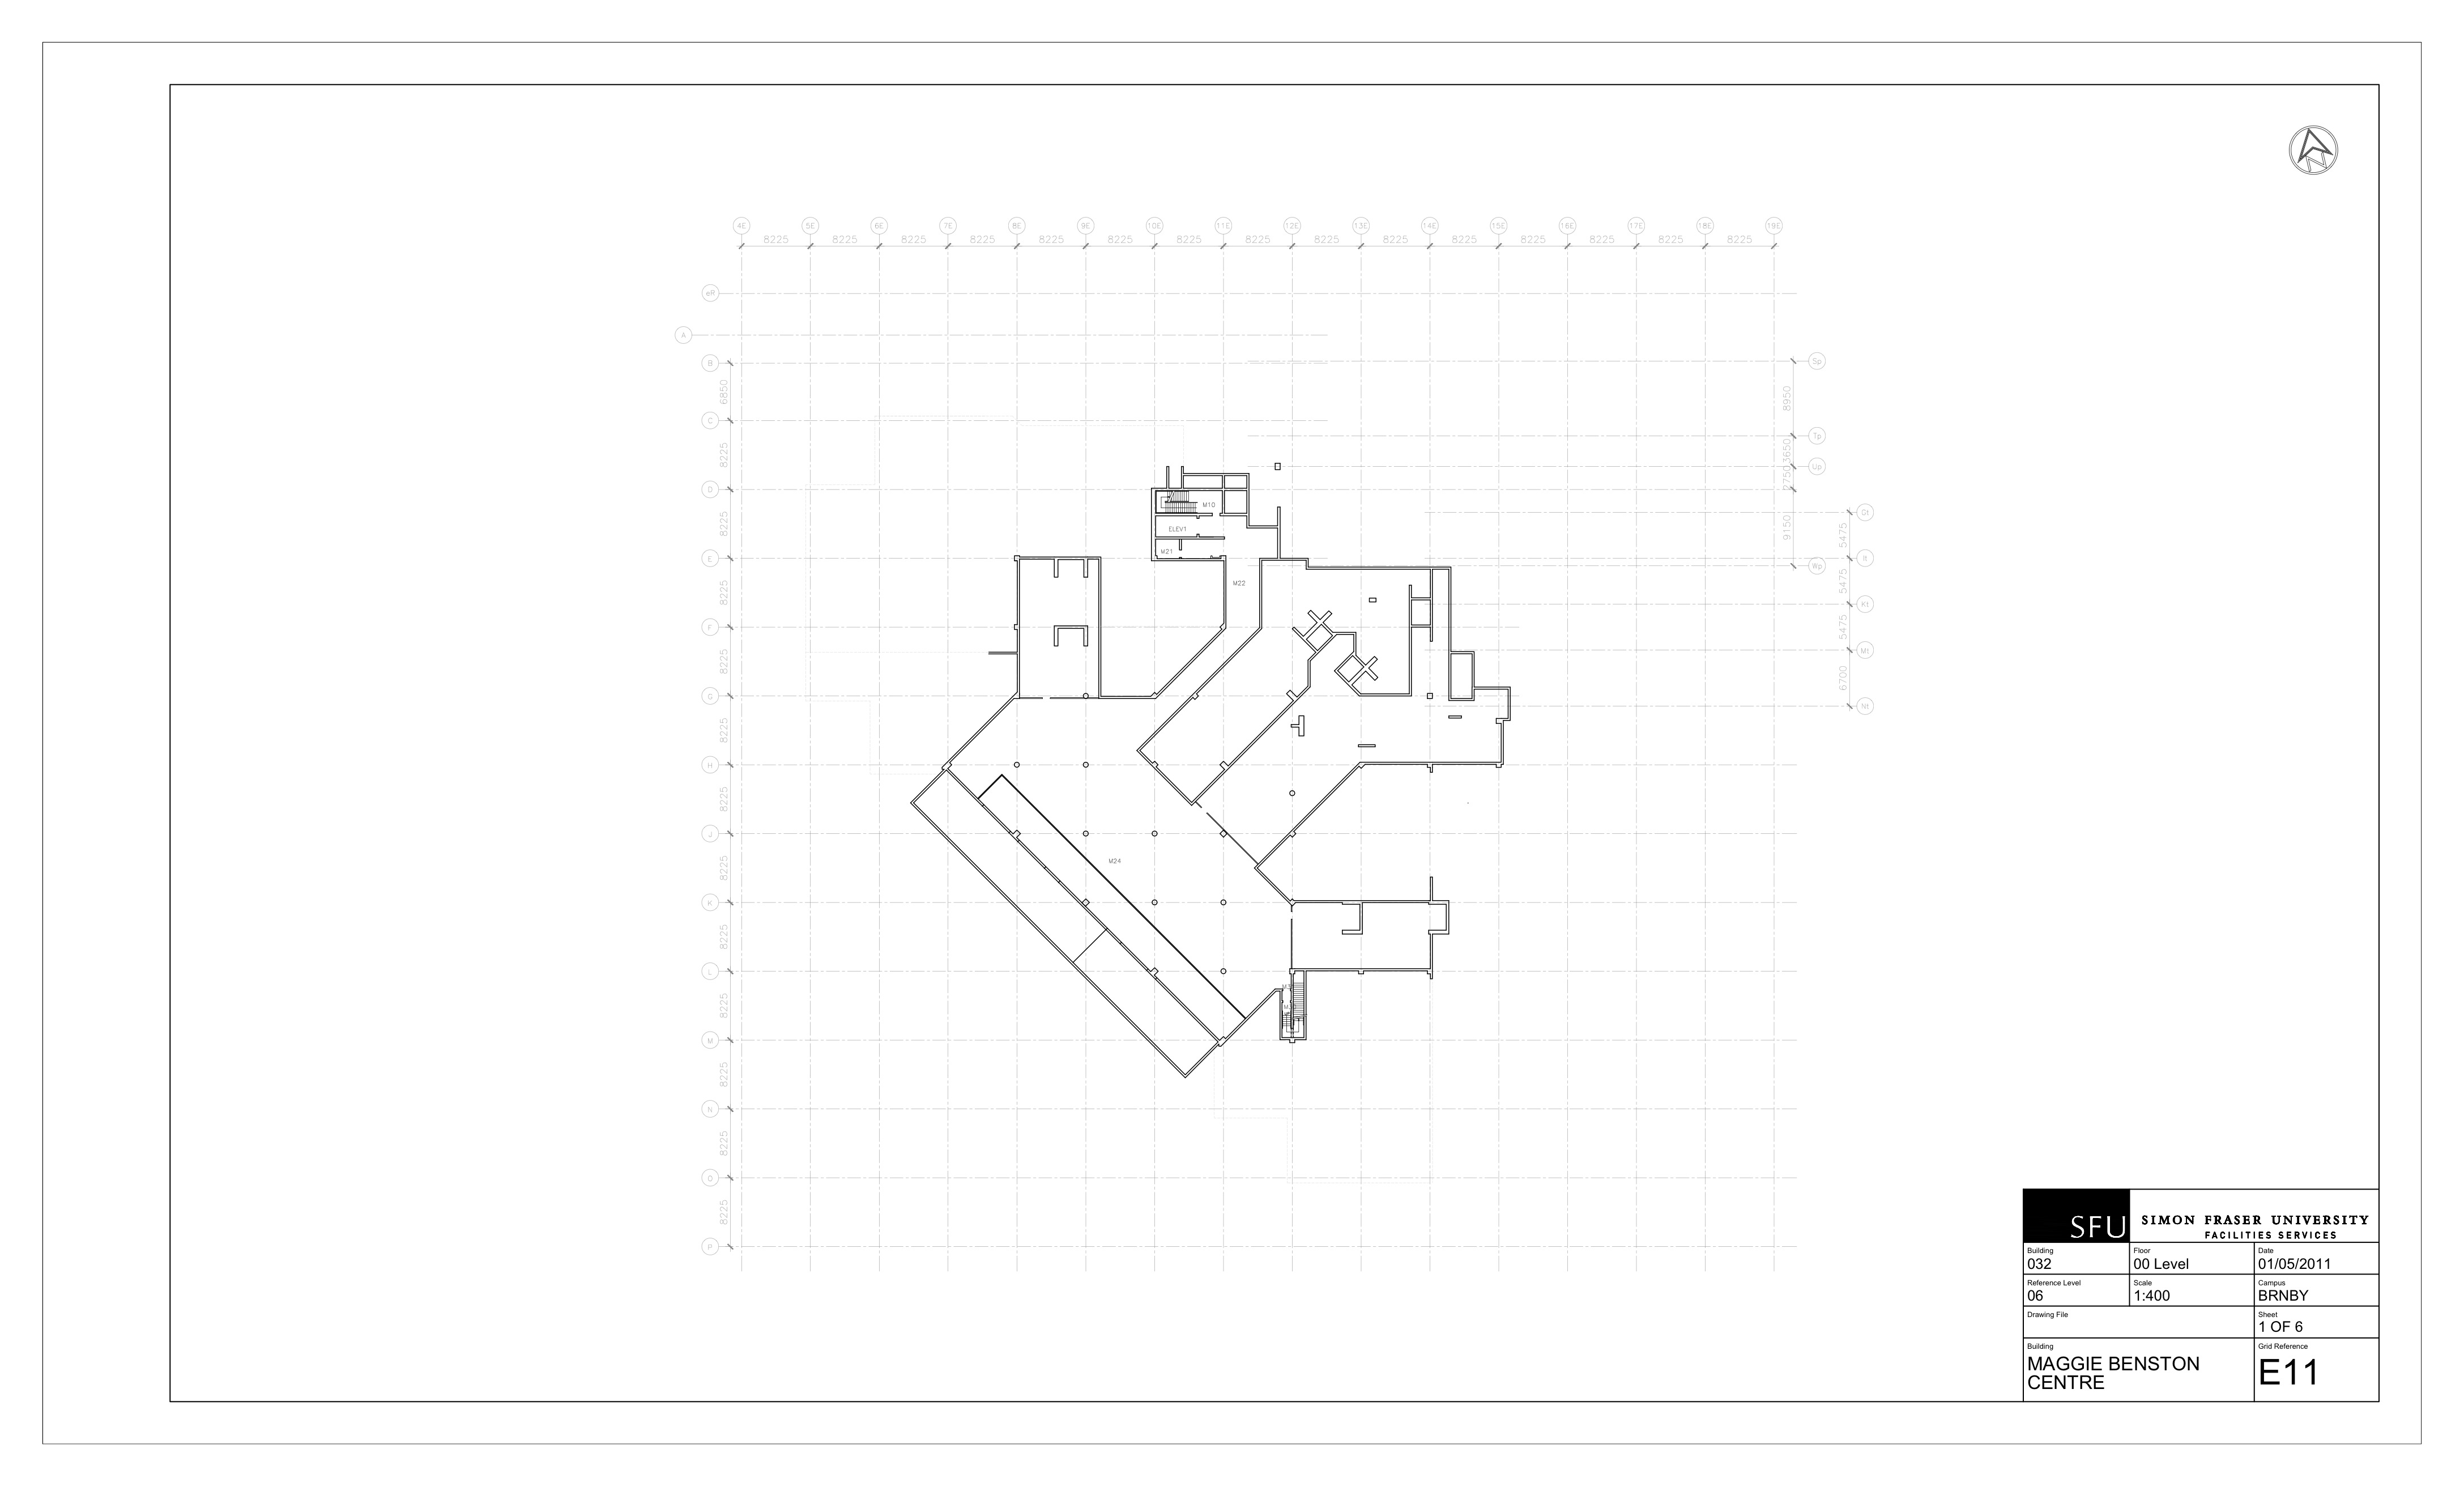 4E 5E 6E 7E 8E 9E 10E 11E 12E 13E 14E 15E 16E 17E 18E 19E
8225 8225 8225 8225 8225 8225 8225 8225 8225 8225 8225 8225 8225 8225 8225
eR
A
B
Sp
6850
8950
C
Tp
8225
3650
Up
2750
D
8225
9150
M10
Gt
ELEV1
5475
M21
E
It
Wp
M22
8225
5475
Kt
F
5475
8225
Mt
G
6700
Nt
8225
H
8225
J
M24
8225
K
8225
L
8225
M
8225
N
8225
O
8225
P
SFU
SIMON FRASER UNIVERSITY
FACILITIES SERVICES
Building
032
Floor
00 Level
Date
01/05/2011
Reference Level
06
Scale
1:400
Campus
BRNBY
Drawing File
Sheet
1 OF 6
Building
MAGGIE BENSTON
CENTRE
Grid Reference
E11